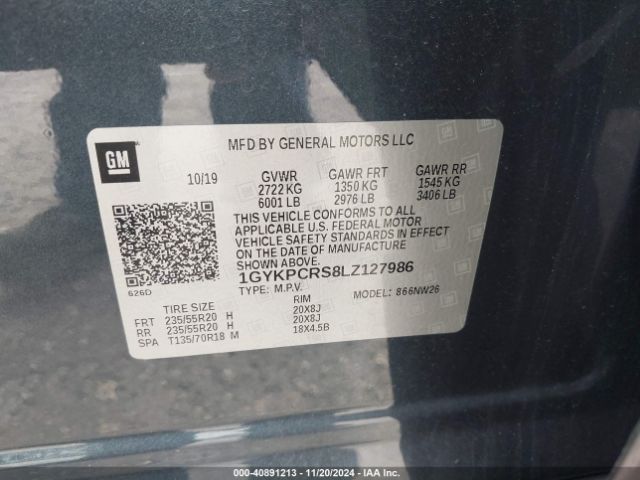 GM
MFD BY GENERAL MOTORS LLC
10/19 GVWR GAWR FRT GAWR RR
2722 KG 1350 KG 1545 KG
6001 LB 2976 LB 3406 LB
THIS VEHICLE CONFORMS TO ALL
APPLICABLE U.S. FEDERAL MOTOR
VEHICLE SAFETY STANDARDS IN EFFECT
ON THE DATE OF MANUFACTURE
SHOWN ABOVE.
1GYKPCRS8LZ127986
626D
TYPE: M.P.V. MODEL: 866NW26
TIRE SIZE RIM
FRT 235/55R20 H 20X8J
RR 235/55R20 H 20X8J
SPA T135/70R18 M 18X4.5B
000-40891213 — 11/20/2024 — IAA Inc.